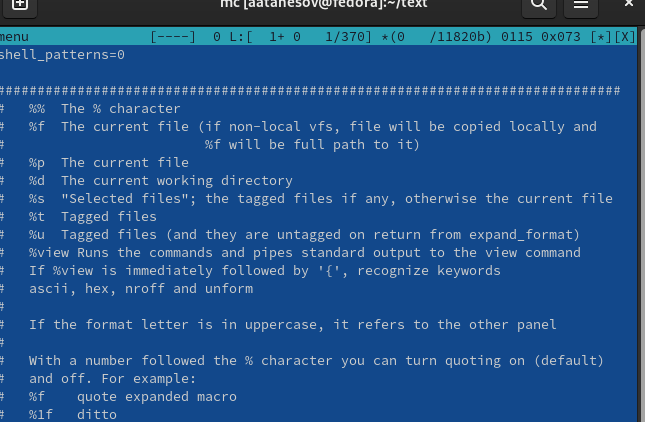 mc [aatanesov@fedora]:~/text
menu [----] 0 L:[ 1+ 0 1/370] *(0 /11820b) 0115 0x073 [*][X]
shell_patterns=0
##############################################################################
# %% The % character
# %f The current file (if non-local vfs, file will be copied locally and
# %f will be full path to it)
# %p The current file
# %d The current working directory
# %s "Selected files"; the tagged files if any, otherwise the current file
# %t Tagged files
# %u Tagged files (and they are untagged on return from expand_format)
# %view Runs the commands and pipes standard output to the view command
# If %view is immediately followed by '{', recognize keywords
# ascii, hex, nroff and unform
#
# If the format letter is in uppercase, it refers to the other panel
#
# With a number followed the % character you can turn quoting on (default)
# and off. For example:
# %f quote expanded macro
# %1f ditto